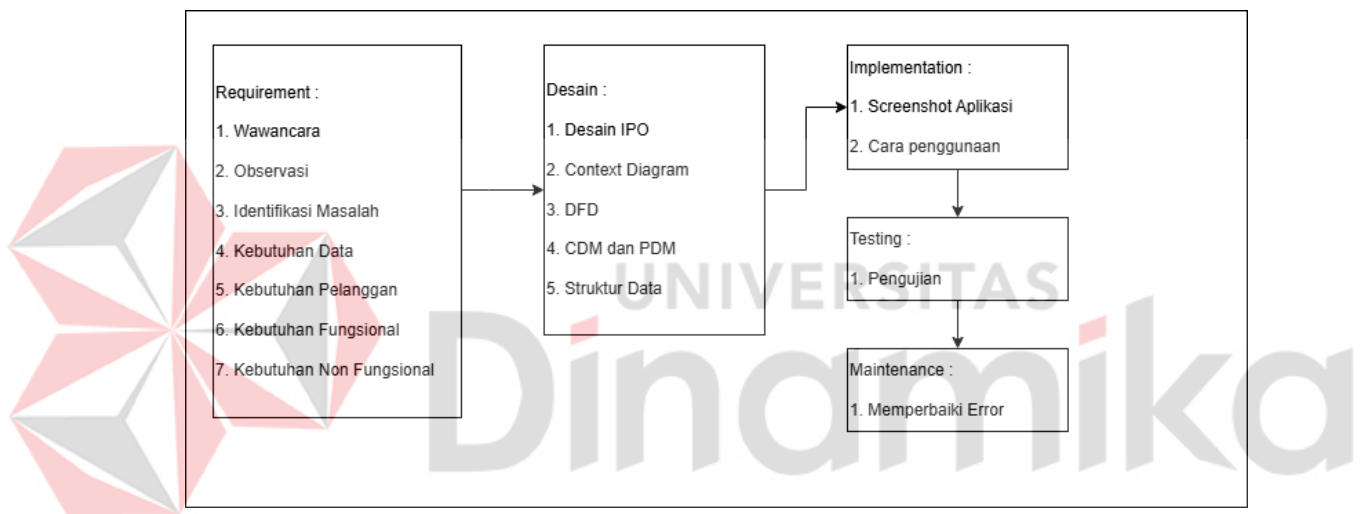 Requirement :
1. Wawancara
2. Observasi
3. Identifikasi Masalah
4. Kebutuhan Data
5. Kebutuhan Pelanggan
6. Kebutuhan Fungsional
7. Kebutuhan Non Fungsional
Desain :
1. Desain IPO
2. Context Diagram
3. DFD
4. CDM dan PDM
5. Struktur Data
Implementation :
1. Screenshot Aplikasi
2. Cara penggunaan
Testing :
1. Pengujian
Maintenance :
1. Memperbaiki Error
UNIVERSITAS
Dinamika